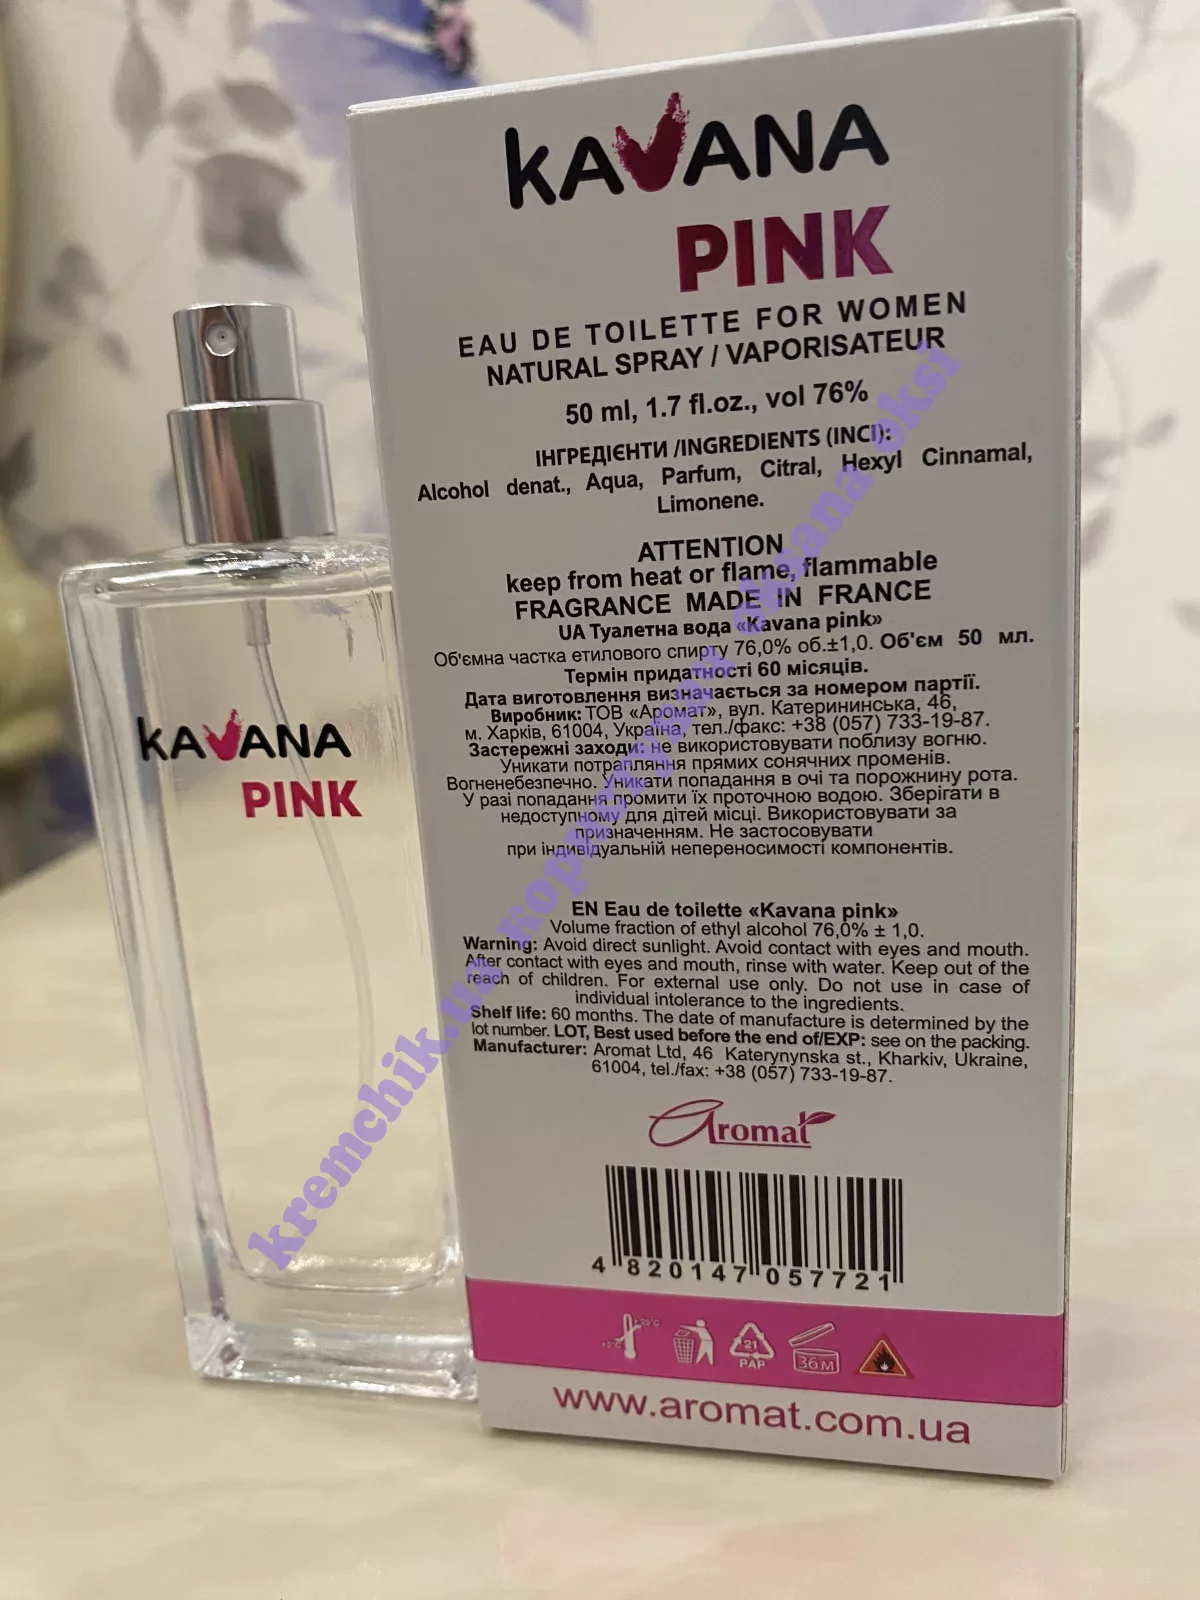 KAVANA
PINK
EAU DE TOILETTE FOR WOMEN
NATURAL SPRAY / VAPORISATEUR
50 ml, 1.7 fl.oz., vol 76%
ІНГРЕДІЄНТИ /INGREDIENTS (INCI):
Alcohol denat., Aqua, Parfum, Citral, Hexyl Cinnamal,
Limonene.
ATTENTION
keep from heat or flame, flammable
FRAGRANCE MADE IN FRANCE
UA Туалетна вода «Kavana pink»
Об'ємна частка етилового спирту 76,0% об.±1,0. Об'єм 50 мл.
Термін придатності 60 місяців.
Дата виготовлення визначається за номером партії.
Виробник: ТОВ «Аромат», вул. Катерининська, 46,
м. Харків, 61004, Україна, тел./факс: +38 (057) 733-19-87.
Застережні заходи: не використовувати поблизу вогню.
Уникати потрапляння прямих сонячних променів.
Вогненебезпечно. Уникати попадання в очі та порожнину рота.
У разі попадання промити їх проточною водою. Зберігати в
недоступному для дітей місці. Використовувати за
призначенням. Не застосовувати
при індивідуальній непереносимості компонентів.
EN Eau de toilette «Kavana pink»
Volume fraction of ethyl alcohol 76,0% ± 1,0.
Warning: Avoid direct sunlight. Avoid contact with eyes and mouth.
After contact with eyes and mouth, rinse with water. Keep out of the
reach of children. For external use only. Do not use in case of
individual intolerance to the ingredients.
Shelf life: 60 months. The date of manufacture is determined by the
lot number. LOT, Best used before the end of/EXP: see on the packing.
Manufacturer: Aromat Ltd, 46 Katerynynska st., Kharkiv, Ukraine,
61004, tel./fax: +38 (057) 733-19-87.
Aromat
4 820147 057721
21
PAP
36 м
www.aromat.com.ua
KAVANA
PINK
kremchik.ua oksana oksi